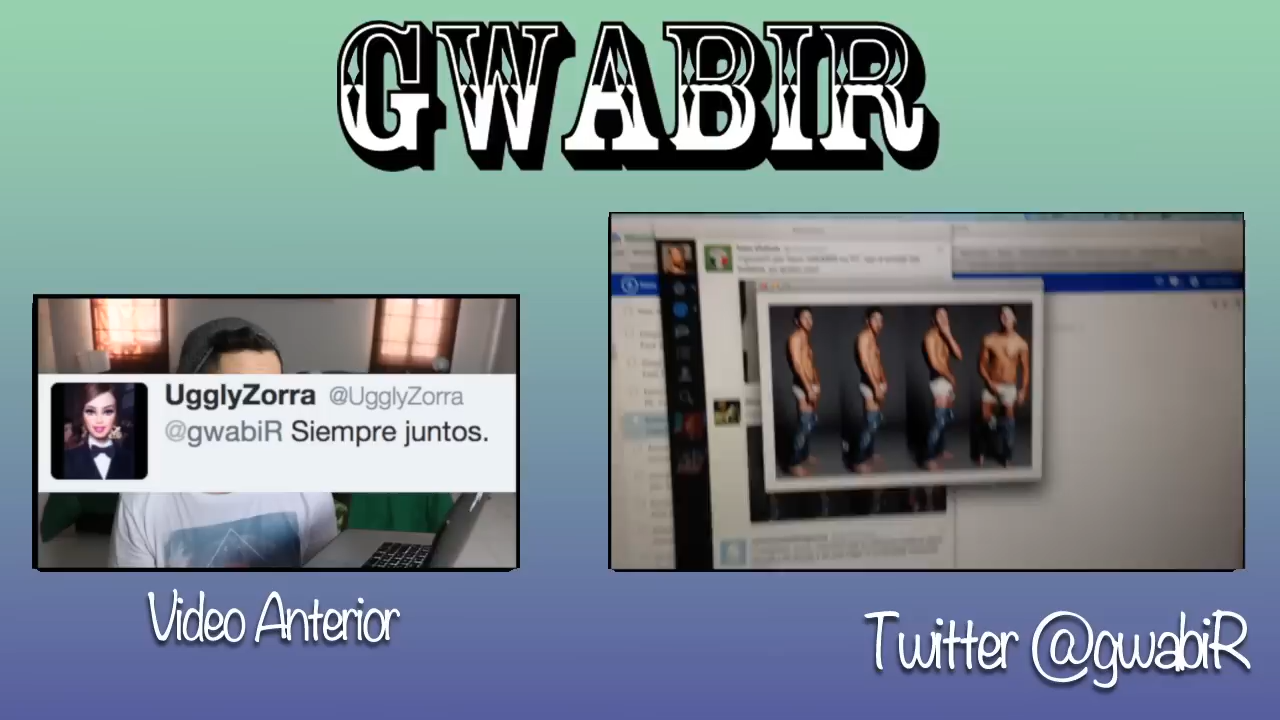 GWABIR
UgglyZorra @UgglyZorra
@gwabiR Siempre juntos.
Video Anterior
Twitter @gwabiR